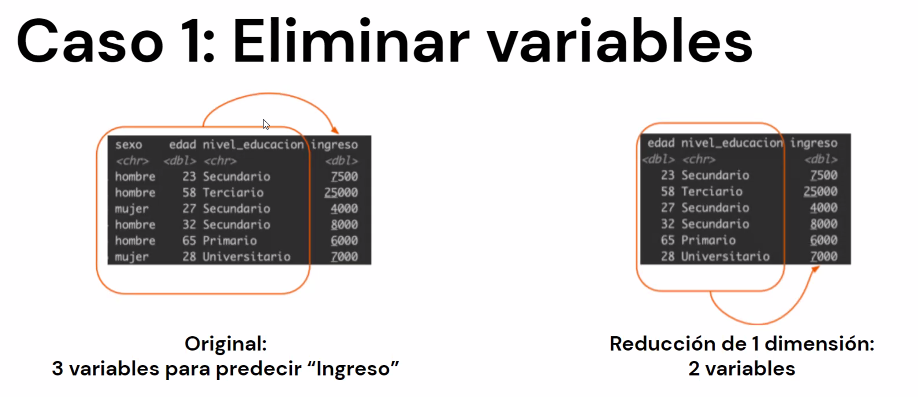 Caso 1: Eliminar variables
sexo edad nivel_educacion ingreso
<chr> <dbl> <chr> <dbl>
hombre 23 Secundario 7500
hombre 58 Terciario 25000
mujer 27 Secundario 4000
hombre 32 Secundario 8000
hombre 65 Primario 6000
mujer 28 Universitario 7000
Original:
3 variables para predecir “Ingreso”
edad nivel_educacion ingreso
<dbl> <chr> <dbl>
23 Secundario 7500
58 Terciario 25000
27 Secundario 4000
32 Secundario 8000
65 Primario 6000
28 Universitario 7000
Reducción de 1 dimensión:
2 variables